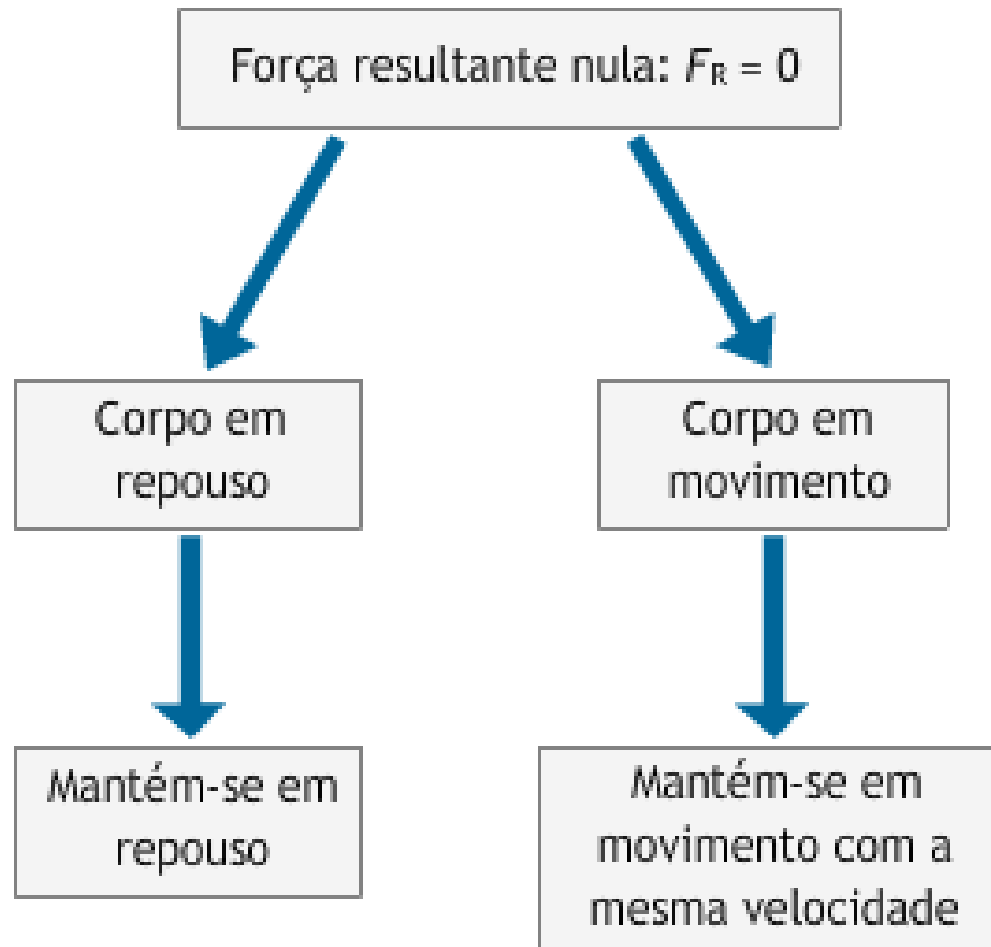 Força resultante nula: FR = 0
Corpo em
repouso
Corpo em
movimento
Mantém-se em
repouso
Mantém-se em
movimento com a
mesma velocidade